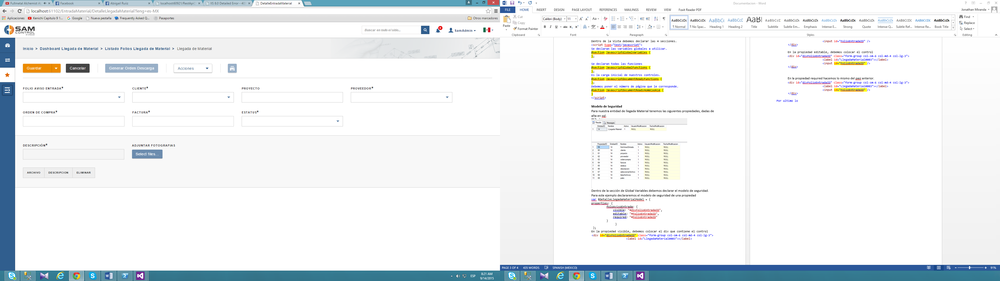 Fullmetal Alchemist AL
Facebook
Abiigail Ruiiz
localhost:60921/RestApiC
IIS 8.0 Detailed Error - 40
DetalleEntradaMaterial
localhost:61102/EntradaMaterial/DetalleLlegadaMaterial?leng=es-MX
Aplicaciones
Kenichi Capitulo 9 1...
Google
Nueva pestaña
Frequently Asked Q...
Pasaportes
Otros marcadores
SAM
CONTROL
BY STEELGO
Buscar en todo el sitio...
0
SamAdmin
Inicio > Dashboard Llegada de Material > Listado Folios Llegada de Material > Llegada de Material
Guardar
Cancelar
Generar Orden Descarga
Acciones
FOLIO AVISO ENTRADA*
CLIENTE*
PROYECTO
PROVEEDOR*
ORDEN DE COMPRA*
FACTURA*
ESTATUS*
DESCRIPCIÓN*
ADJUNTAR FOTOGRAFIAS
Select files...
ARCHIVO DESCRIPCION ELIMINAR
ESP
8:21 AM
9/14/2015
Documentacion - Word
FILE HOME INSERT DESIGN PAGE LAYOUT REFERENCES MAILINGS REVIEW VIEW Foxit Reader PDF
Jonathan Miranda
Paste
Cut
Copy
Format Painter
Clipboard
Calibri (Body) 11
Font
Paragraph
¶ Normal
¶ No Spac...
Heading 1
Heading 2
Title
Subtitle
Subtle Em...
Emphasis
Intense E...
Strong
Quote
Intense Q...
Subtle Ref...
Intense Re...
Book Title
Styles
Find
Replace
Select
Editing
Dentro de la Vista debemos declarar las 4 secciones.
<script type="text/javascript">
Se declaran las variables globales a utilizar.
@section JavascriptGlobalVariables {
};
Se declaran todas las funciones
@section JavascriptGlobalFunctions {
};
Es la carga inicial de nuestros controles.
@section JavascriptDocumentReadyFunctions {
};
Debemos poner el número de página que le corresponde.
@section JavascriptDocumentReadyHomeCookie {
}
</script>
Modelo de Seguridad
Para nuestra entidad de llegada Material tenemos las siguientes propiedades, dadas de
alta en sql.
Results Messages
EntidadID Nombre Activo UsuarioModificacion FechaModificacion
1 14 LLegada Material 1 NULL NULL
PropiedadID EntidadID Nombre Activo UsuarioModificacion FechaModificacion
1 59 14 folioAvisoEntrada 1 NULL NULL
2 60 14 cliente 1 NULL NULL
3 61 14 proyecto 1 NULL NULL
4 62 14 proveedor 1 NULL NULL
5 63 14 ordencompra 1 NULL NULL
6 64 14 factura 1 NULL NULL
7 65 14 estatus 1 NULL NULL
8 66 14 descripcion 1 NULL NULL
9 67 14 seleccionarArchivo 1 NULL NULL
10 68 14 listarArchivos 1 NULL NULL
11 69 14 patio 1 NULL NULL
Dentro de la sección de Global Variables debemos declarar el modelo de seguridad.
Para este ejemplo declararemos el modelo de seguridad de una propiedad
var $DetalleLlegadaMaterialModel = {
properties: {
foloAvisoEntrada: {
visible: "#divFolioEntradaID",
editable: "#FolioEntradaID",
required: "#FolioEntradaID"
}
}
};
En la propiedad visible, debemos colocar el div que contiene el control
<div id="divFolioEntradaID" class="form-group col-sm-6 col-md-4 col-lg-3">
<label id="LlegadaMaterial0003"></label>
<input id="FolioEntradaID" />
</div>
En la propiedad editable, debemos colocar el control
<div id="divFolioEntradaID" class="form-group col-sm-6 col-md-4 col-lg-3">
<label id="LlegadaMaterial0003"></label>
<input id="FolioEntradaID" />
</div>
En la propiedad required hacemos lo mismo del pasi anterior.
<div id="divFolioEntradaID" class="form-group col-sm-6 col-md-4 col-lg-3">
<label id="LlegadaMaterial0003"></label>
<input id="FolioEntradaID" />
</div>
Por ultimo lo
PAGE 3 OF 4 435 WORDS SPANISH (MEXICO)
91%